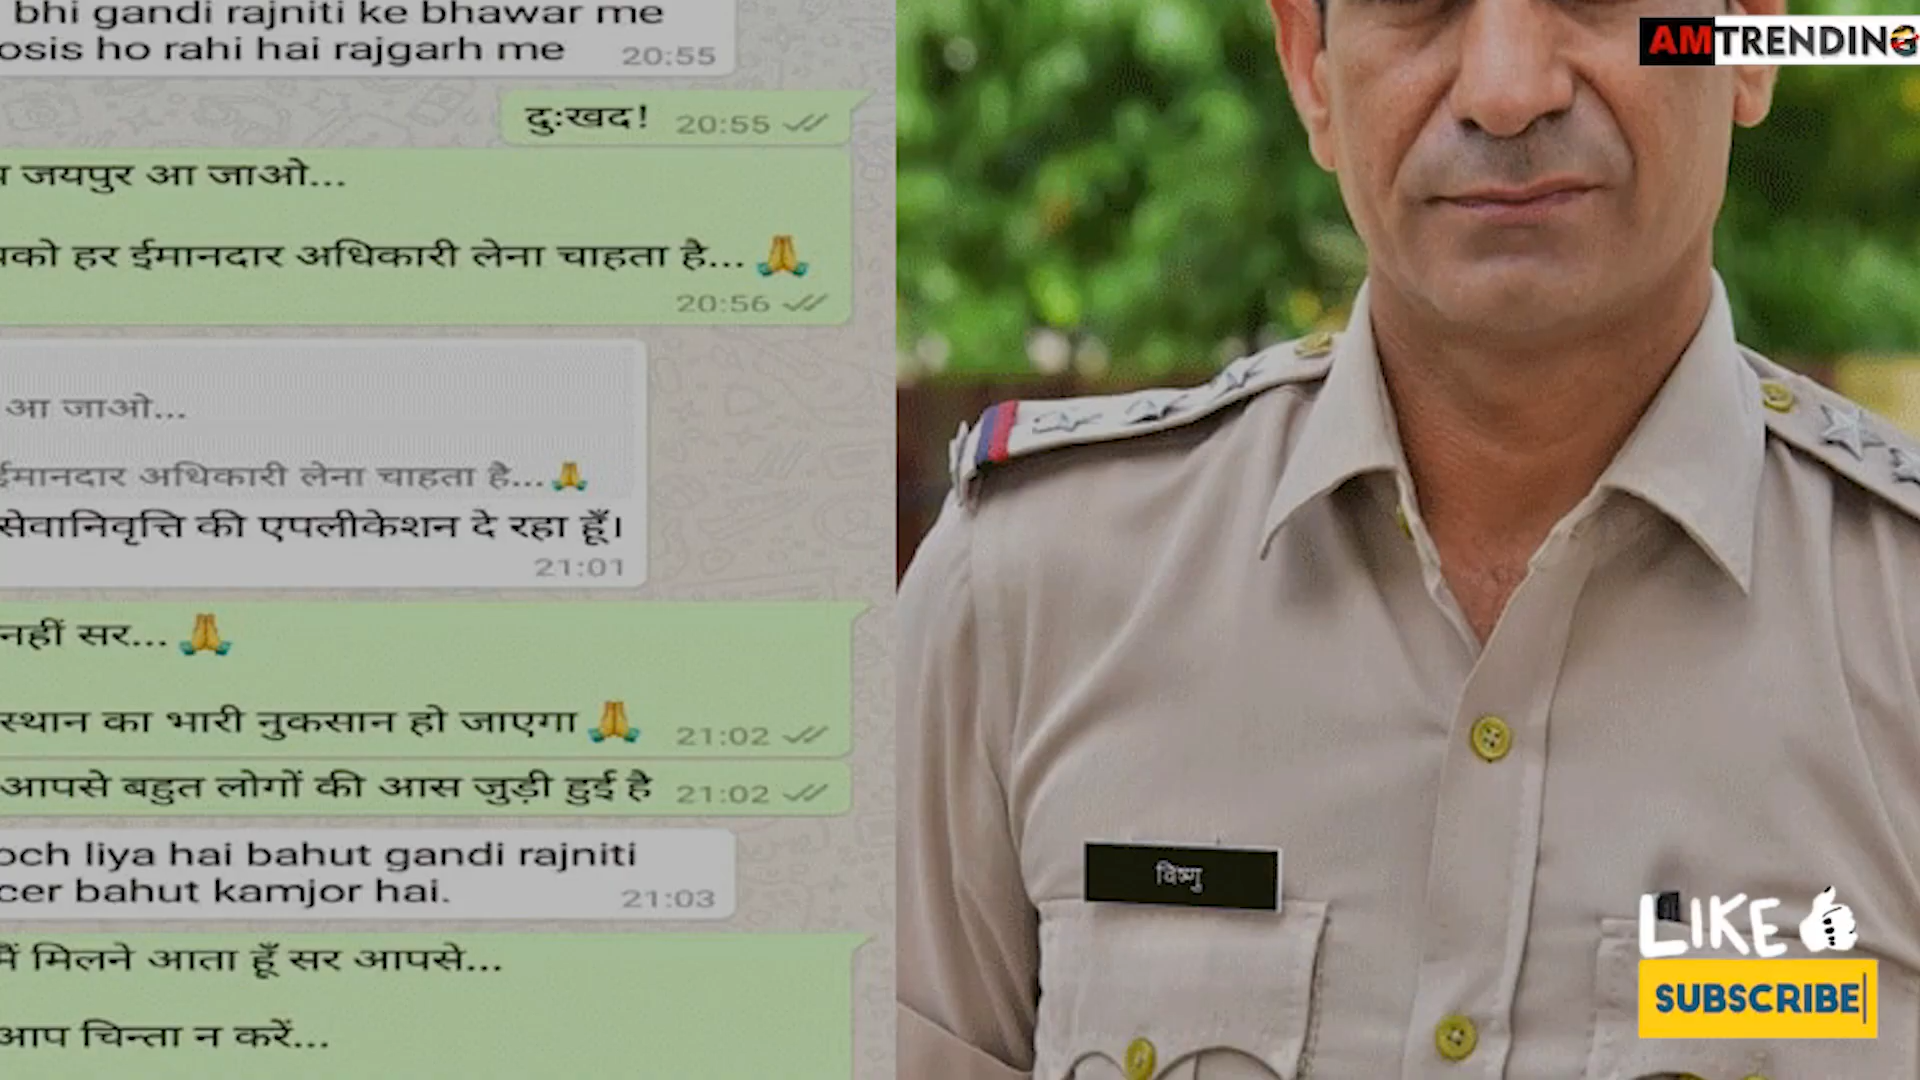 bhi gandi rajniti ke bhawar me
ho rahi hai rajgarh me 20:55
दुःखद! 20:55
जयपुर आ जाओ...
हर ईमानदार अधिकारी लेना चाहता है...
20:56
आ जाओ...
ईमानदार अधिकारी लेना चाहता है...
सेवानिवृत्ति की एपलीकेशन दे रहा हूँ।
21:01
नहीं सर...
का भारी नुकसान हो जाएगा 21:02
आपसे बहुत लोगों की आस जुड़ी हुई है 21:02
liya hai bahut gandi rajniti
bahut kamjor hai. 21:03
मैं मिलने आता हूँ सर आपसे...
आप चिन्ता न करें...
AMTRENDING
विष्णु
LIKE
SUBSCRIBE